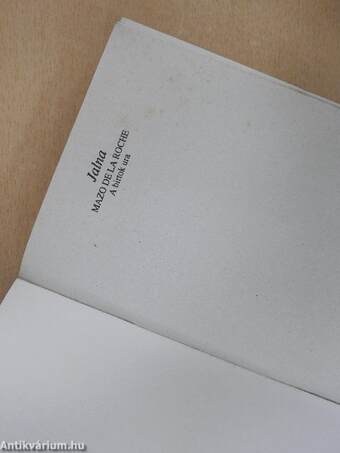 Jalna
MAZO DE LA ROCHE
A birtok ura
Antikvárium.hu